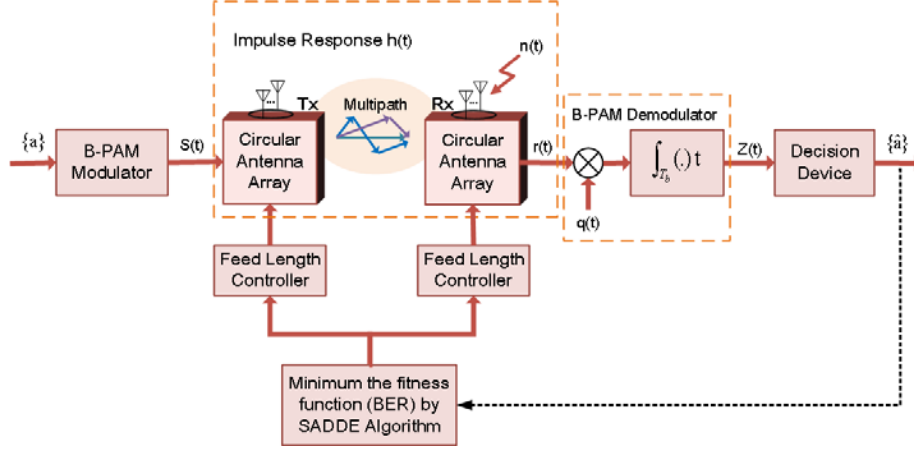 Impulse Response h(t)
n(t)
Tx
Multipath
Rx
B-PAM Demodulator
{a}
B-PAM
Modulator
S(t)
Circular
Antenna
Array
Circular
Antenna
Array
r(t)
q(t)
∫_{T_b} (.) t
Z(t)
Decision
Device
{â}
Feed Length
Controller
Feed Length
Controller
Minimum the fitness
function (BER) by
SADDE Algorithm